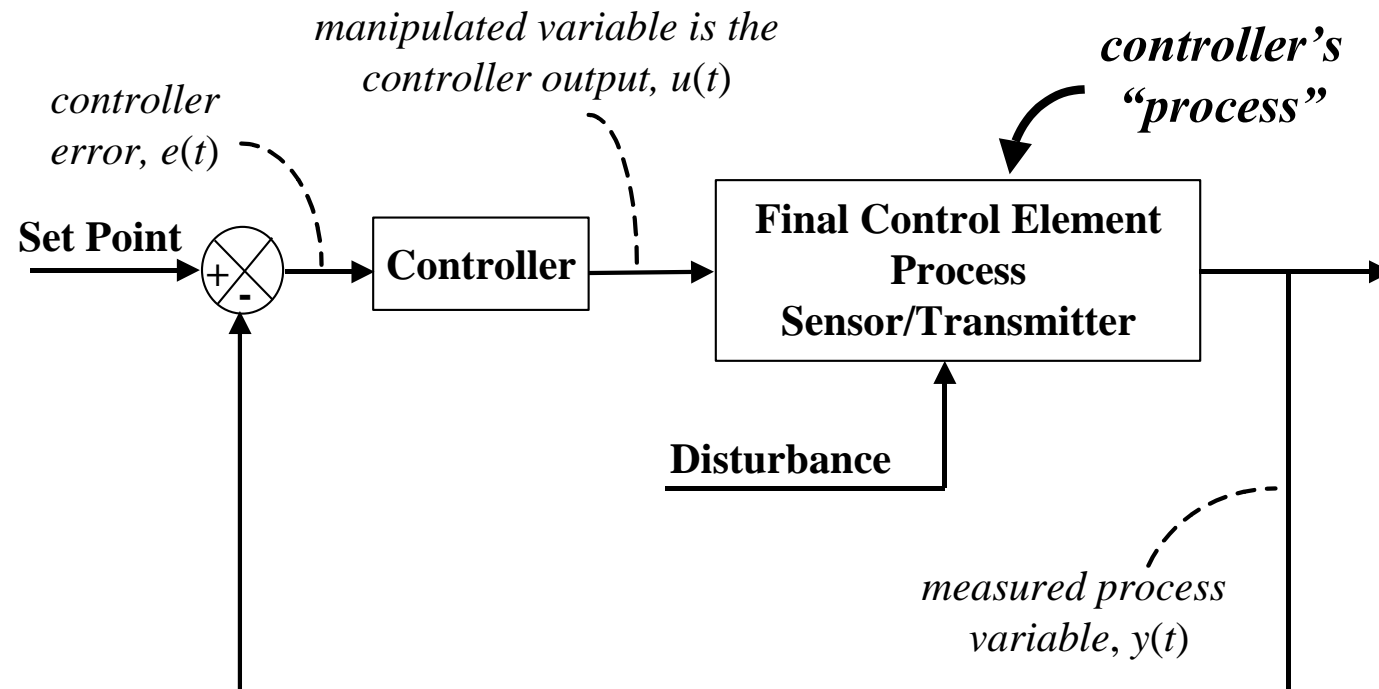 manipulated variable is the
controller output, u(t)
controller’s
“process”
controller
error, e(t)
Set Point
+
-
Controller
Final Control Element
Process
Sensor/Transmitter
Disturbance
measured process
variable, y(t)